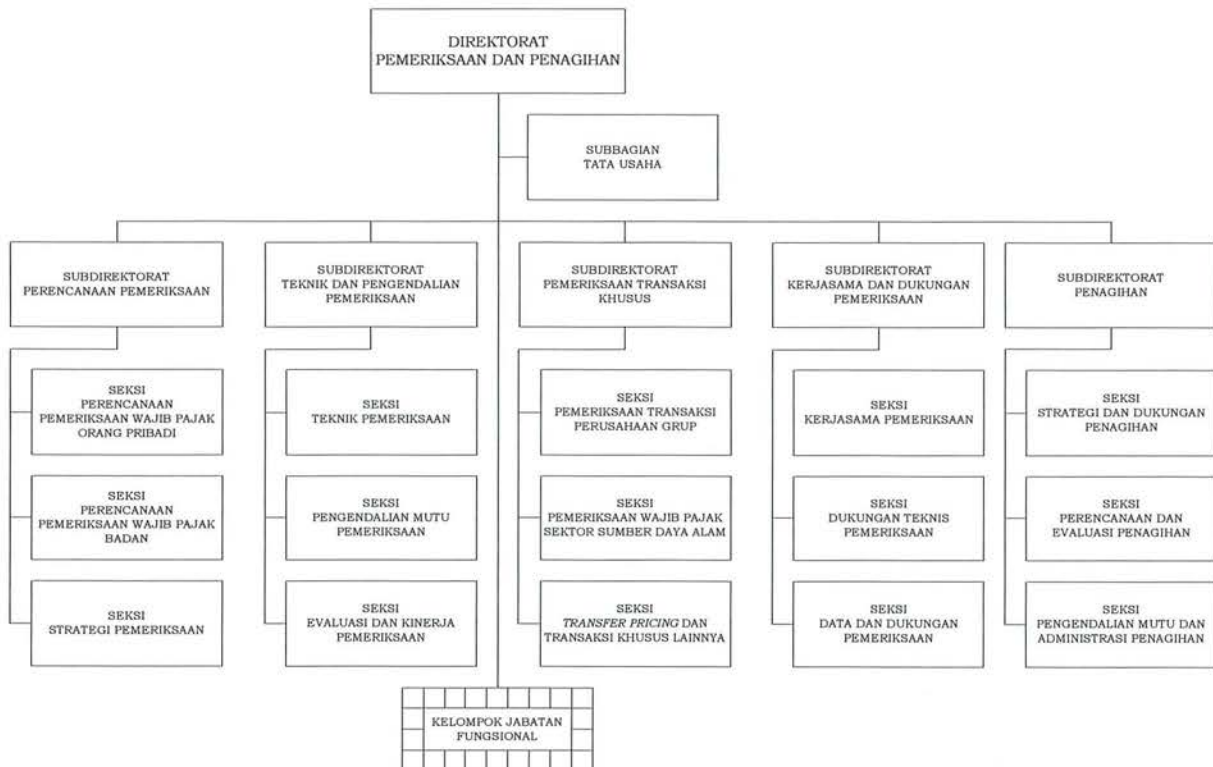 DIREKTORAT
PEMERIKSAAN DAN PENAGIHAN
SUBBAGIAN
TATA USAHA
SUBDIREKTORAT
PERENCANAAN PEMERIKSAAN
SUBDIREKTORAT
TEKNIK DAN PENGENDALIAN
PEMERIKSAAN
SUBDIREKTORAT
PEMERIKSAAN TRANSAKSI
KHUSUS
SUBDIREKTORAT
KERJASAMA DAN DUKUNGAN
PEMERIKSAAN
SUBDIREKTORAT
PENAGIHAN
SEKSI
PERENCANAAN
PEMERIKSAAN WAJIB PAJAK
ORANG PRIBADI
SEKSI
TEKNIK PEMERIKSAAN
SEKSI
PEMERIKSAAN TRANSAKSI
PERUSAHAAN GRUP
SEKSI
KERJASAMA PEMERIKSAAN
SEKSI
STRATEGI DAN DUKUNGAN
PENAGIHAN
SEKSI
PERENCANAAN
PEMERIKSAAN WAJIB PAJAK
BADAN
SEKSI
PENGENDALIAN MUTU
PEMERIKSAAN
SEKSI
PEMERIKSAAN WAJIB PAJAK
SEKTOR SUMBER DAYA ALAM
SEKSI
DUKUNGAN TEKNIS
PEMERIKSAAN
SEKSI
PERENCANAAN DAN
EVALUASI PENAGIHAN
SEKSI
STRATEGI PEMERIKSAAN
SEKSI
EVALUASI DAN KINERJA
PEMERIKSAAN
SEKSI
TRANSFER PRICING DAN
TRANSAKSI KHUSUS LAINNYA
SEKSI
DATA DAN DUKUNGAN
PEMERIKSAAN
SEKSI
PENGENDALIAN MUTU DAN
ADMINISTRASI PENAGIHAN
KELOMPOK JABATAN
FUNGSIONAL